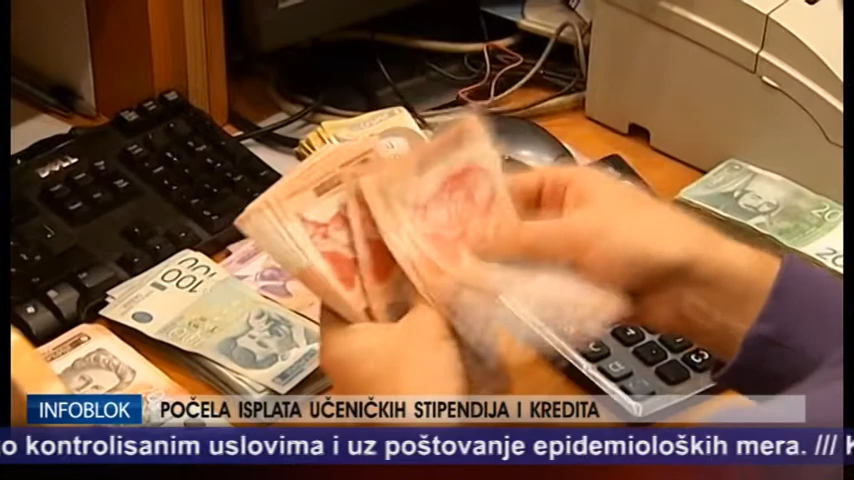 DELL
100
20
INFOBLOK POČELA ISPLATA UČENIČKIH STIPENDIJA I KREDITA
kontrolisanim uslovima i uz poštovanje epidemioloških mera. ///